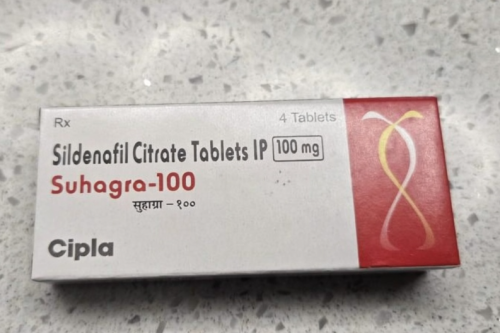 Rx
4 Tablets
Sildenafil Citrate Tablets IP 100 mg
Suhagra-100
सुहाग्रा – १००
Cipla